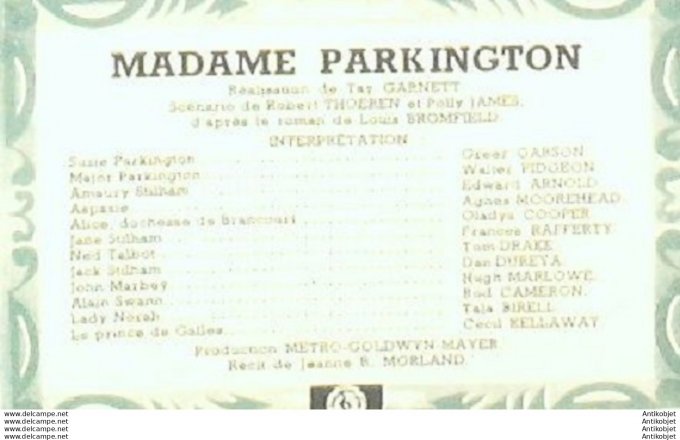 MADAME PARKINGTON
Réalisation de Tay GARNETT
Scénario de Robert THOEREN et Polly JAMES.
d'après le roman de Louis BROMFIELD
INTERPRÉTATION :
Susie Parkington Greer GARSON.
Major Parkington Walter PIDGEON
Amaury Stilham Edward ARNOLD
Aspasie Agnes MOOREHEAD
Alice, duchesse de Brancourt Gladys COOPER
Jane Stilham Frances RAFFERTY.
Ned Talbot Tom DRAKE
Jack Stilham Dan DURETA.
John Marbey Hugh MARLOWE.
Alain Swann Rod CAMERON.
Lady Norah Tala BIRELL
Le prince de Galles Cecil KELLAWAY.
Production METRO-GOLDWYN MAYER
Récit de Jeanne B. MORLAND.
www.delcampe.net Antikobjet
www.delcampe.net Antikobjet
www.delcampe.net Antikobjet
www.delcampe.net Antikobjet